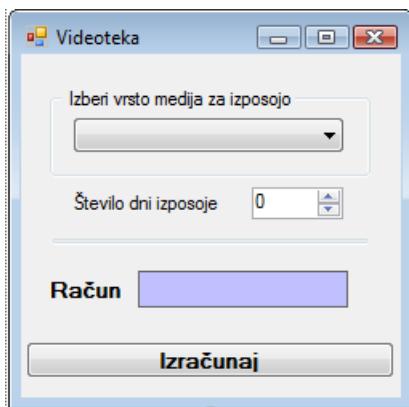 Videoteka
Izberi vrsto medija za izposojo
Število dni izposoje 0
Račun
Izračunaj